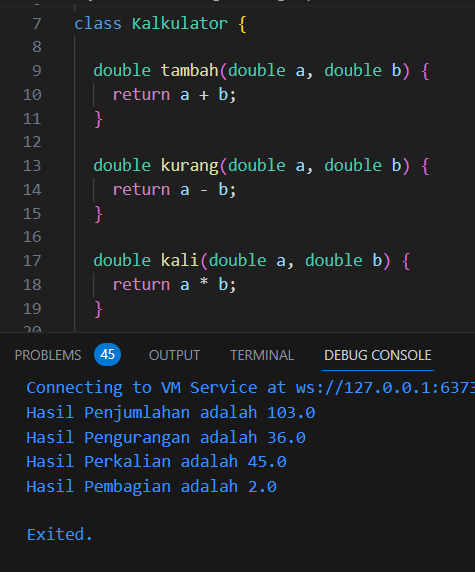 7 class Kalkulator {
8
9 double tambah(double a, double b) {
10 return a + b;
11 }
12
13 double kurang(double a, double b) {
14 return a - b;
15 }
16
17 double kali(double a, double b) {
18 return a * b;
19 }
20
PROBLEMS 45 OUTPUT TERMINAL DEBUG CONSOLE
Connecting to VM Service at ws://127.0.0.1:6373
Hasil Penjumlahan adalah 103.0
Hasil Pengurangan adalah 36.0
Hasil Perkalian adalah 45.0
Hasil Pembagian adalah 2.0
Exited.